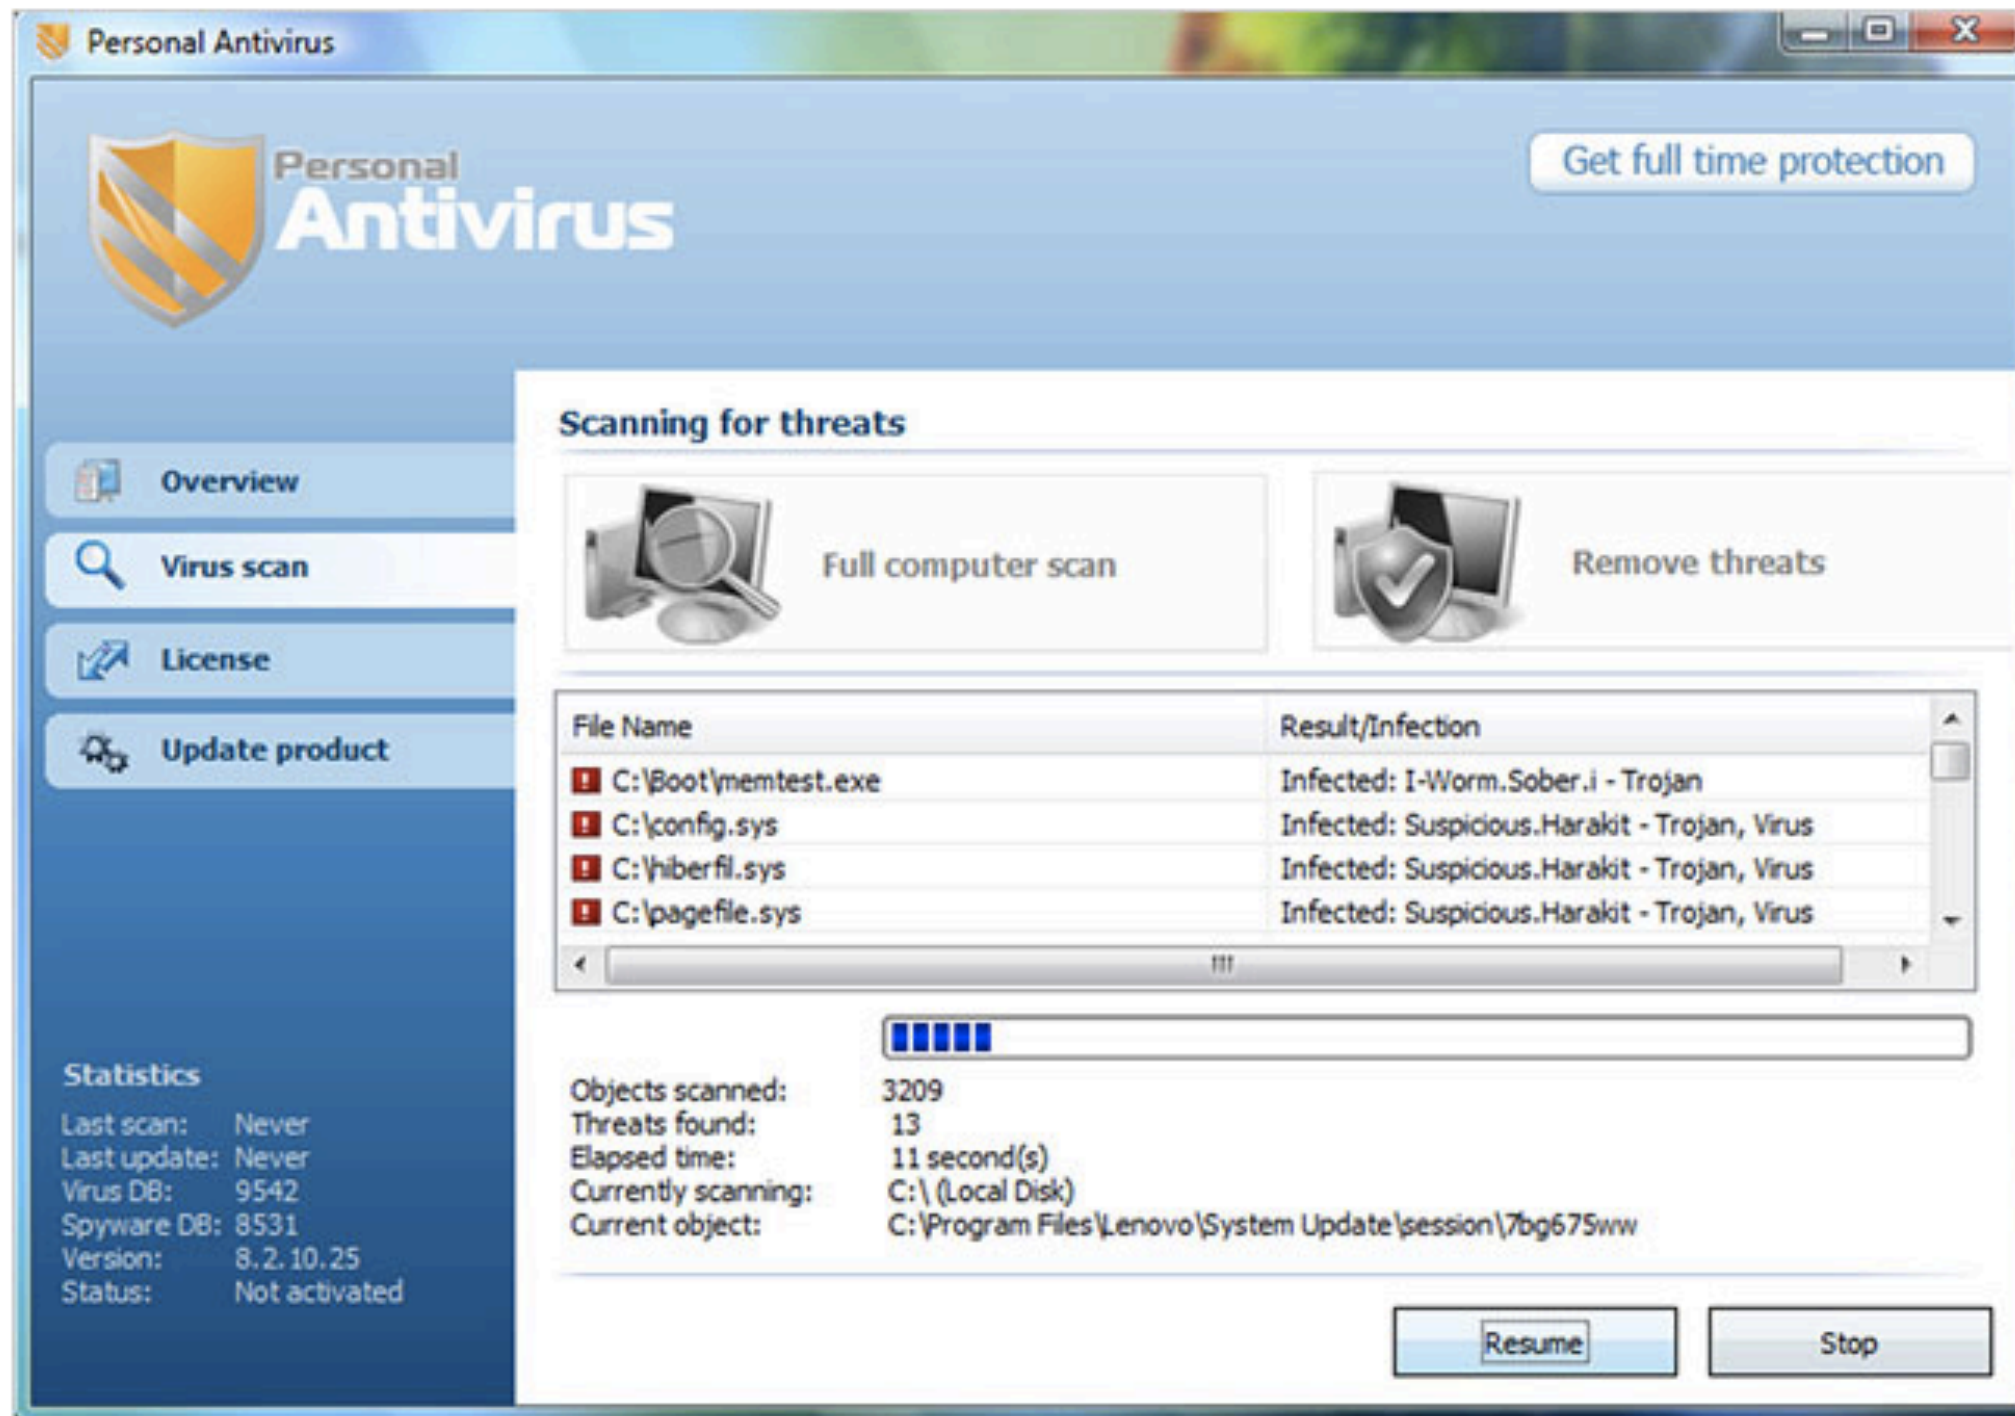 Personal Antivirus
Personal
Antivirus
Get full time protection
Overview
Virus scan
License
Update product
Statistics
Last scan: Never
Last update: Never
Virus DB: 9542
Spyware DB: 8531
Version: 8.2.10.25
Status: Not activated
Scanning for threats
Full computer scan
Remove threats
File Name Result/Infection
C:\Boot\memtest.exe Infected: I-Worm.Sober.i - Trojan
C:\config.sys Infected: Suspicious.Harakit - Trojan, Virus
C:\hiberfil.sys Infected: Suspicious.Harakit - Trojan, Virus
C:\pagefile.sys Infected: Suspicious.Harakit - Trojan, Virus
Objects scanned: 3209
Threats found: 13
Elapsed time: 11 second(s)
Currently scanning: C:\ (Local Disk)
Current object: C:\Program Files\Lenovo\System Update\session\7bg675ww
Resume
Stop